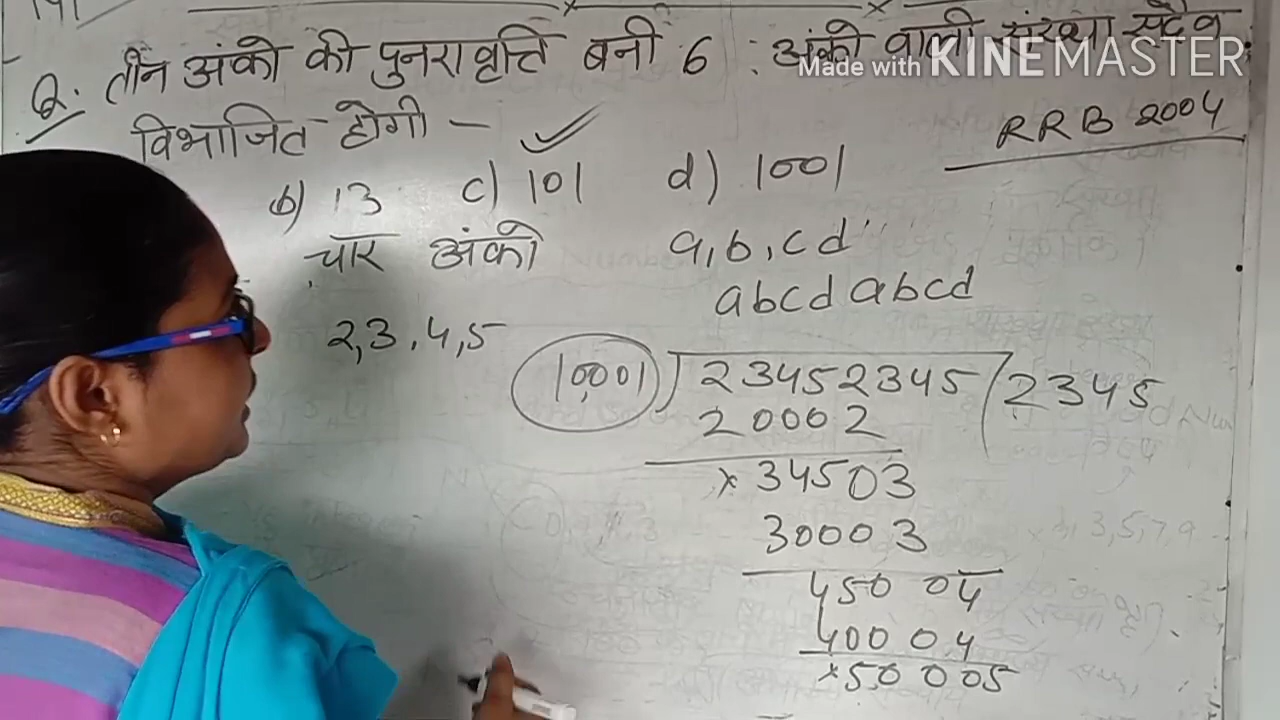 Q. तीन अंको की पुनरावृत्ति बनी 6 अंको वाली संख्या सदैव
Made with KINEMASTER
विभाजित होगी —
RRB 2004
b) 13 c) 101 d) 1001
चार अंको a, b, c d
abcd abcd
2, 3, 4, 5
10001 ) 23452345 ( 2345
20002
× 34503
30003
45004
40004
×50005